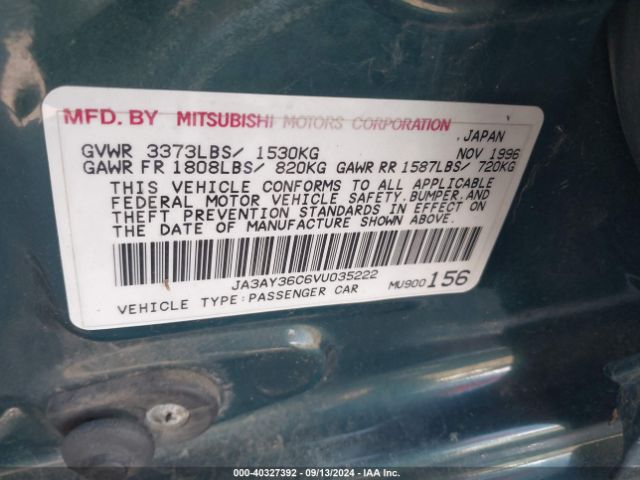 MFD. BY MITSUBISHI MOTORS CORPORATION
JAPAN
GVWR 3373LBS/ 1530KG NOV 1996
GAWR FR 1808LBS/ 820KG GAWR RR 1587LBS/ 720KG
THIS VEHICLE CONFORMS TO ALL APPLICABLE
FEDERAL MOTOR VEHICLE SAFETY, BUMPER, AND
THEFT PREVENTION STANDARDS IN EFFECT ON
THE DATE OF MANUFACTURE SHOWN ABOVE.
JA3AY36C6VU035222
VEHICLE TYPE:PASSENGER CAR MU900156
000-40327392 - 09/13/2024 - IAA Inc.